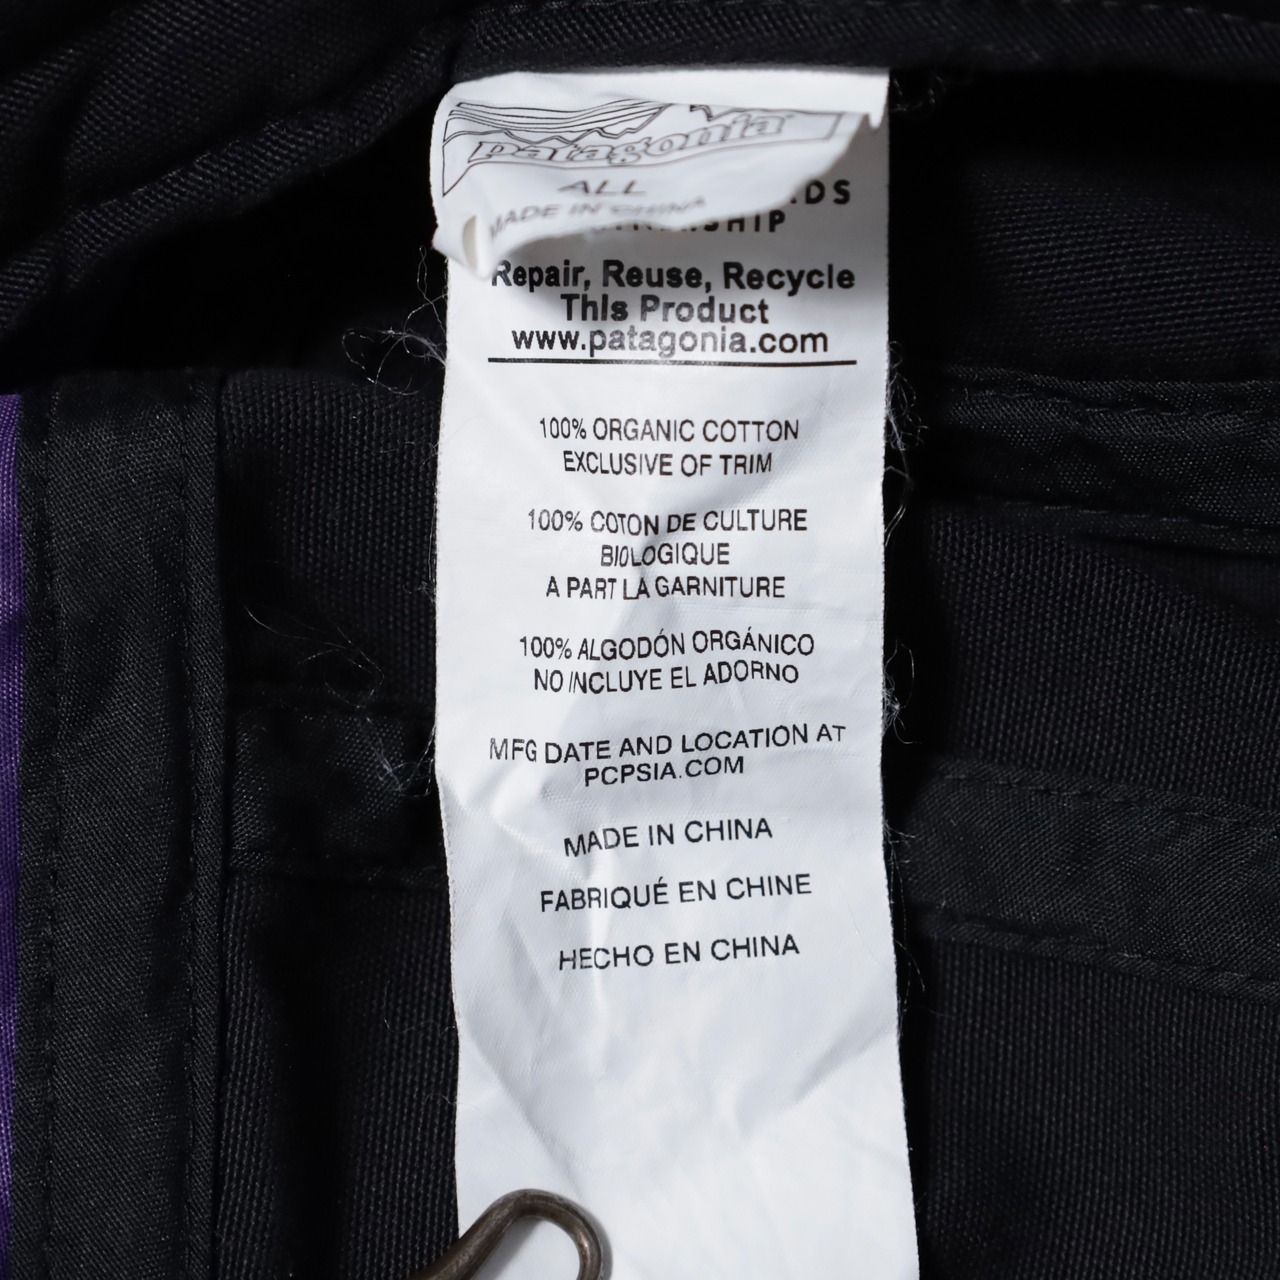 patagonia
ALL
MADE IN CHINA
Repair, Reuse, Recycle
This Product
www.patagonia.com
100% ORGANIC COTTON
EXCLUSIVE OF TRIM
100% COTON DE CULTURE
BIOLOGIQUE
A PART LA GARNITURE
100% ALGODÓN ORGÁNICO
NO INCLUYE EL ADORNO
MFG DATE AND LOCATION AT
PCPSIA.COM
MADE IN CHINA
FABRIQUÉ EN CHINE
HECHO EN CHINA